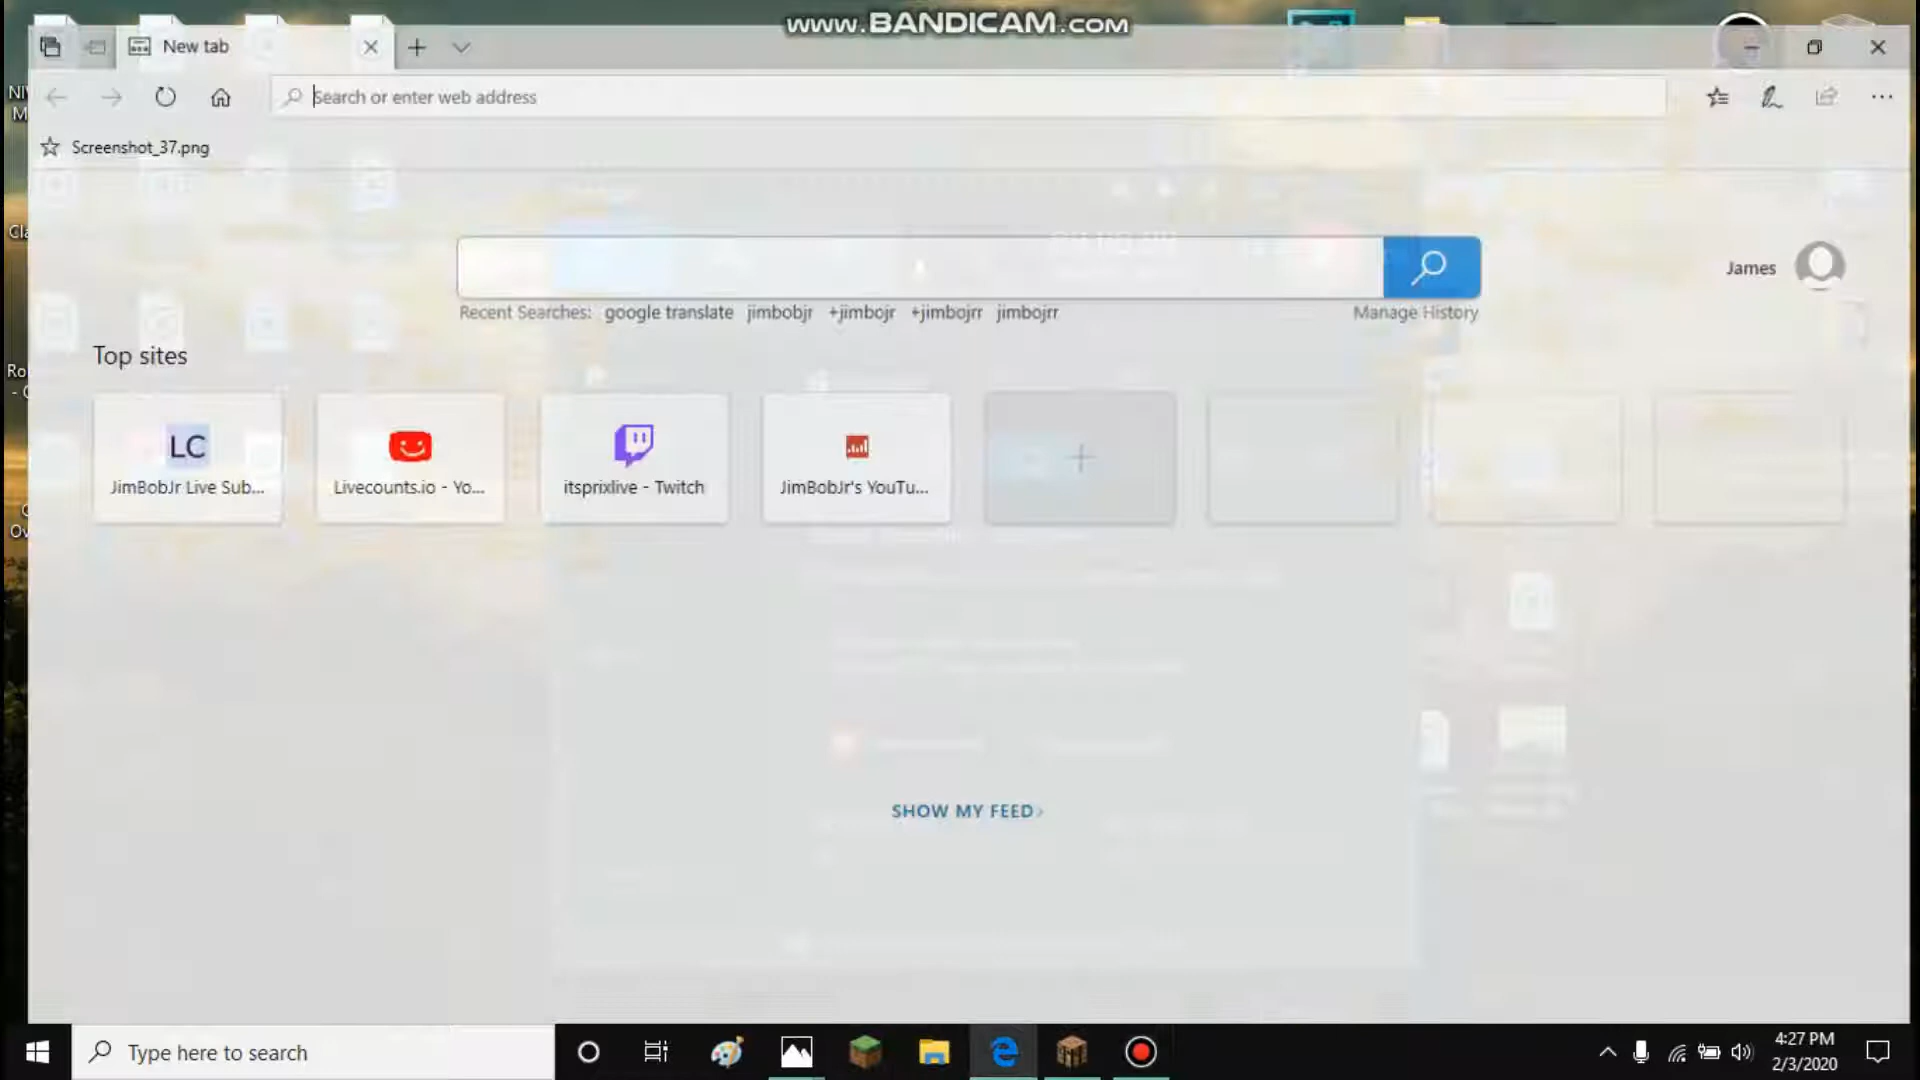 www.BANDICAM.com
New tab
Search or enter web address
Screenshot_37.png
James
Recent Searches: google translate jimbobjr +jimbojr +jimbojrr jimbojrr
Manage History
Top sites
LC
JimBobJr Live Sub...
Livecounts.io - Yo...
itsprixlive - Twitch
JimBobJr's YouTu...
SHOW MY FEED
Type here to search
4:27 PM
2/3/2020